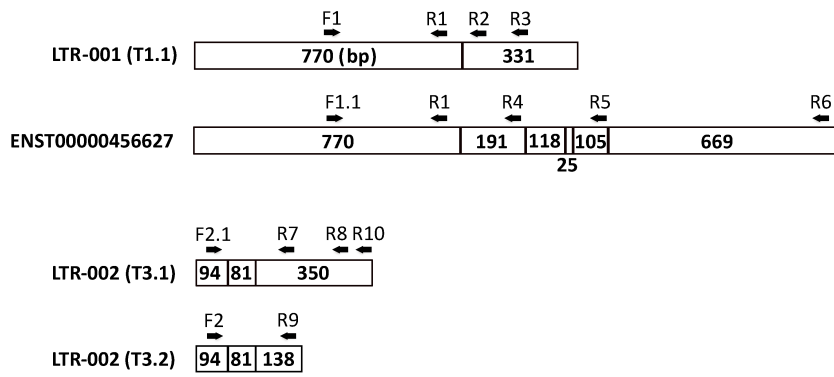 F1 R1 R2 R3
LTR-001 (T1.1) 770 (bp) 331
F1.1 R1 R4 R5 R6
ENST00000456627 770 191 118 105 669
25
F2.1 R7 R8 R10
LTR-002 (T3.1) 94 81 350
F2 R9
LTR-002 (T3.2) 94 81 138